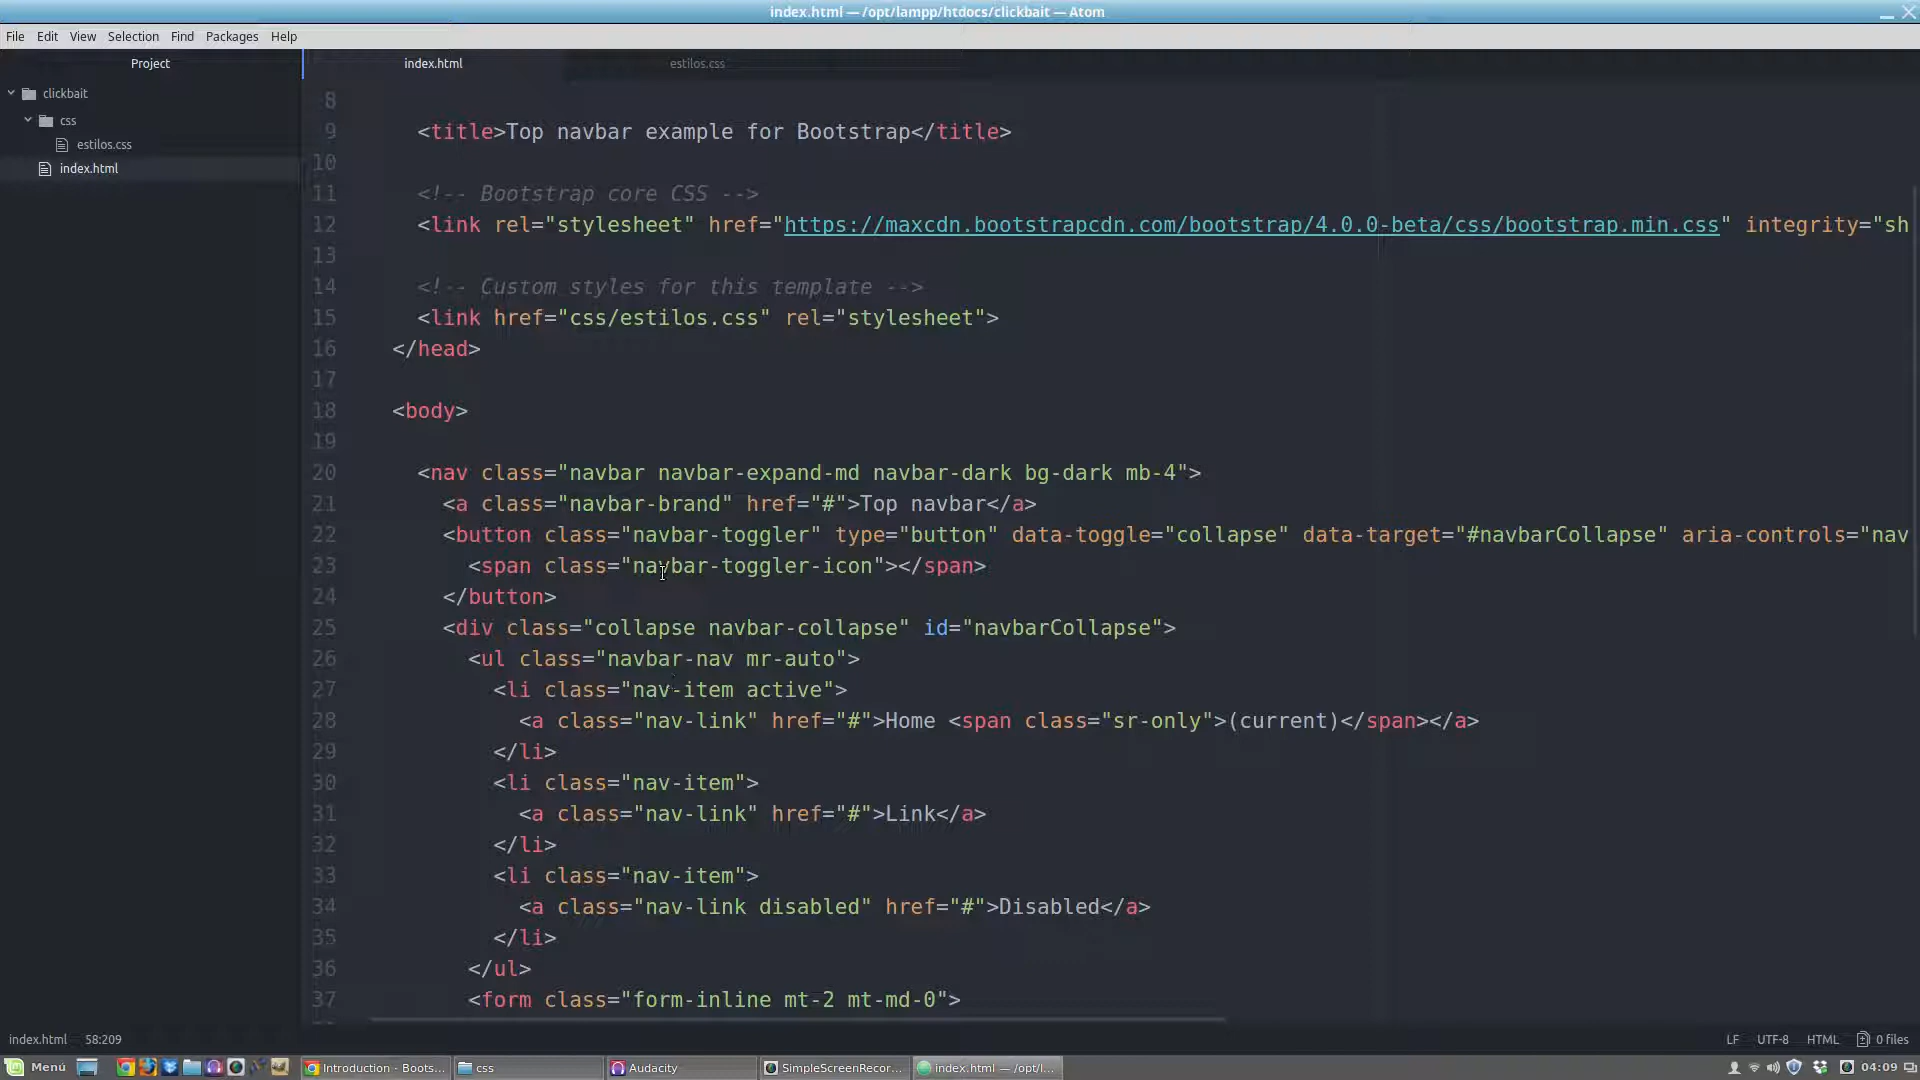 index.html — /opt/lampp/htdocs/clickbait — Atom
File Edit View Selection Find Packages Help
Project
index.html
estilos.css
clickbait
css
estilos.css
index.html
8
9 <title>Top navbar example for Bootstrap</title>
10
11 <!-- Bootstrap core CSS -->
12 <link rel="stylesheet" href="https://maxcdn.bootstrapcdn.com/bootstrap/4.0.0-beta/css/bootstrap.min.css" integrity="sh
13
14 <!-- Custom styles for this template -->
15 <link href="css/estilos.css" rel="stylesheet">
16 </head>
17
18 <body>
19
20 <nav class="navbar navbar-expand-md navbar-dark bg-dark mb-4">
21 <a class="navbar-brand" href="#">Top navbar</a>
22 <button class="navbar-toggler" type="button" data-toggle="collapse" data-target="#navbarCollapse" aria-controls="nav
23 <span class="navbar-toggler-icon"></span>
24 </button>
25 <div class="collapse navbar-collapse" id="navbarCollapse">
26 <ul class="navbar-nav mr-auto">
27 <li class="nav-item active">
28 <a class="nav-link" href="#">Home <span class="sr-only">(current)</span></a>
29 </li>
30 <li class="nav-item">
31 <a class="nav-link" href="#">Link</a>
32 </li>
33 <li class="nav-item">
34 <a class="nav-link disabled" href="#">Disabled</a>
35 </li>
36 </ul>
37 <form class="form-inline mt-2 mt-md-0">
index.html 58:209
LF UTF-8 HTML 0 files
Menú
Introduction - Boots...
css
Audacity
SimpleScreenRecor...
index.html — /opt/l...
04:09